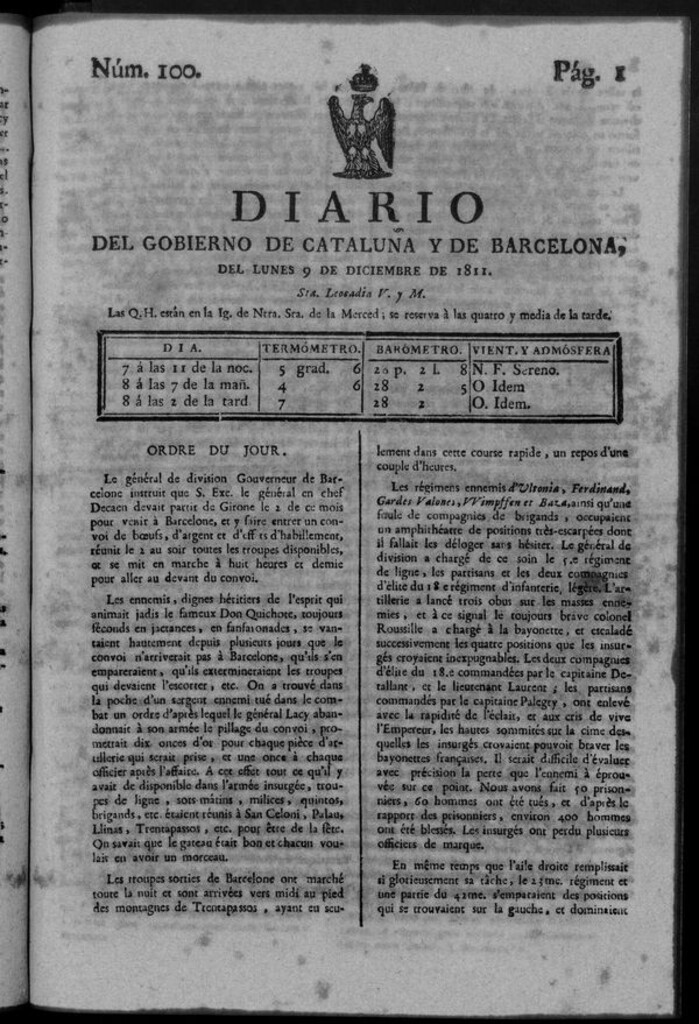 Núm. 100.
Pág. 1
DIARIO
DEL GOBIERNO DE CATALUÑA Y DE BARCELONA,
DEL LUNES 9 DE DICIEMBRE DE 1811.
Sta. Leocadia V. y M.
Las Q.H. están en la Ig. de Ntra. Sra. de la Merced; se reserva à las quatro y media de la tarde.
DIA. TERMÓMETRO. BARÓMETRO. VIENT. Y ADMÓSFERA
7 á las 11 de la noc. 5 grad. 6 p. 2 l. 8 N. F. Sereno.
8 á las 7 de la mañ. 4 6 28 2 5 O Idem
8 á las 2 de la tard 7 28 2 O. Idem.
ORDRE DU JOUR.
Le général de division Gouverneur de Bar-
celone instruit que S. Exc. le général en chef
Decaen devait partir de Girone le 2 de ce mois
pour venir à Barcelone, et y faire entrer un con-
voi de bœufs, d'argent et d'effets d'habillement,
réunit le 2 au soir toutes les troupes disponibles,
et se mit en marche à huit heures et demie
pour aller au devant du convoi.
Les ennemis, dignes héritiers de l'esprit qui
animait jadis le fameux Don Quichote, toujours
féconds en jactances, en fanfaronades, se van-
taient hautement depuis plusieurs jours que le
convoi n'arriverait pas à Barcelone, qu'ils s'en
empareraient, qu'ils extermineraient les troupes
qui devaient l'escorter, etc. On a trouvé dans
la poche d'un sergent ennemi tué dans le com-
bat un ordre d'après lequel le général Lacy aban-
donnait à son armée le pillage du convoi, pro-
mettait dix onces d'or pour chaque pièce d'ar-
tillerie qui serait prise, et une once à chaque
officier après l'affaire. A cet effet tout ce qu'il y
avait de disponible dans l'armée insurgée, trou-
pes de ligne, sots-màtins, milices, quintos,
brigands, etc. étaient réunis à San Celoni, Palau,
Llinas, Trentapassos, etc. pour être de la fête.
On savait que le gateau était bon et chacun vou-
lais en avoir un morceau.
Les troupes sorties de Barcelone ont marché
toute la nuit et sont arrivées vers midi au pied
des montagnes de Trentapassos, ayant eu seu-
lement dans cette course rapide, un repos d'une
couple d'heures.
Les régimens ennemis d'Ultonia, Ferdinand,
Gardes Valones, Wimpffen et Baza, ainsi qu'une
foule de compagnies de brigands, occupaient
un amphithéatre de positions très-escarpées dont
il fallait les déloger sans hésiter. Le général de
division a chargé de ce soin le 5.e régiment
de ligne, les partisans et les deux compagnies
d'élite du 18 e régiment d'infanterie, légère. L'ar-
tillerie a lancé trois obus sur les masses enne-
mies, et à ce signal le toujours brave colonel
Roussille a chargé à la bayonette, et escaladé
successivement les quatre positions que les insur-
gés croyaient inexpugnables. Les deux compagnies
d'élite du 18.e commandées par le capitaine De-
tallant, et le lieutenant Laurent; les partisans
commandés par le capitaine Palegry, ont enlevé
avec la rapidité de l'éclait, et aux cris de vive
l'Empereur, les hautes sommités sur la cime des-
quelles les insurgés croyaient pouvoir braver les
bayonettes françaises. Il serait difficile d'évaluer
avec précision la perte que l'ennemi à éprou-
vée sur ce point. Nous avons fait 50 prison-
niers, 60 hommes ont été tués, et d'après le
rapport des prisonniers, environ 400 hommes
ont été blessés. Les insurgés ont perdu plusieurs
officiers de marque.
En même temps que l'aile droite remplissait
si glorieusement sa tâche, le 23me. régiment et
une partie du 42me. s'emparaient des positions
qui se trouvaient sur la gauche, et dominaient